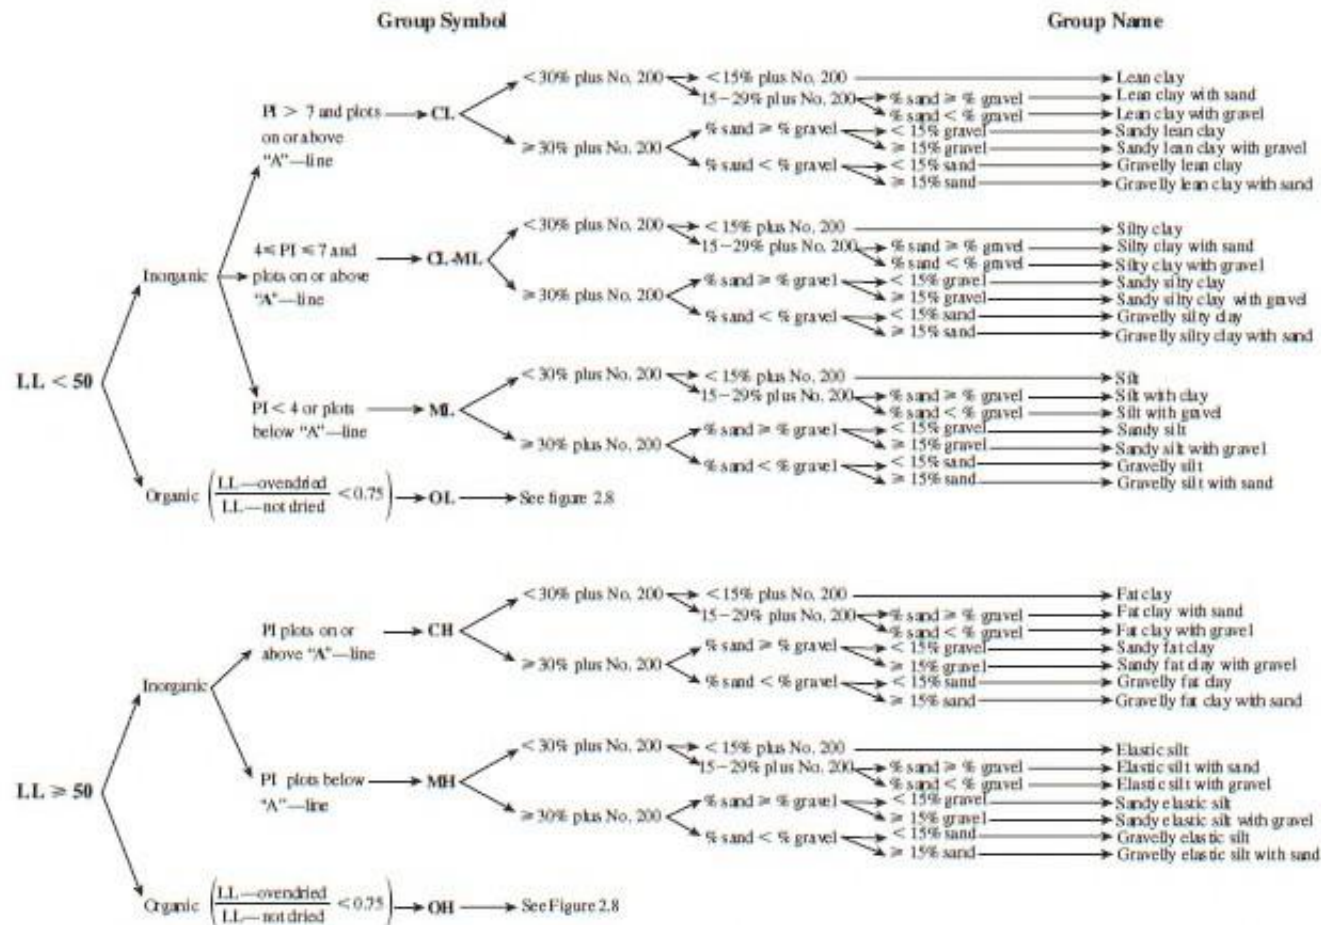 Group Symbol Group Name
<30% plus No. 200 <15% plus No. 200 Lean clay
15−29% plus No. 200 % sand ≥ % gravel Lean clay with sand
PI > 7 and plots CL % sand < % gravel Lean clay with gravel
on or above % sand ≥ % gravel < 15% gravel Sandy lean clay
"A"—line ≥30% plus No. 200 ≥ 15% gravel Sandy lean clay with gravel
% sand < % gravel < 15% sand Gravelly lean clay
≥ 15% sand Gravelly lean clay with sand
<30% plus No. 200 <15% plus No. 200 Silty clay
4 ≤ PI ≤ 7 and 15−29% plus No. 200 % sand ≥ % gravel Silty clay with sand
Inorganic plots on or above CL-ML % sand < % gravel Silty clay with gravel
"A"—line ≥30% plus No. 200 % sand ≥ % gravel < 15% gravel Sandy silty clay
≥ 15% gravel Sandy silty clay with gravel
% sand < % gravel < 15% sand Gravelly silty clay
≥ 15% sand Gravelly silty clay with sand
LL < 50 <30% plus No. 200 <15% plus No. 200 Silt
15−29% plus No. 200 % sand ≥ % gravel Silt with clay
PI < 4 or plots ML % sand < % gravel Silt with gravel
below "A"—line ≥30% plus No. 200 % sand ≥ % gravel < 15% gravel Sandy silt
≥ 15% gravel Sandy silt with gravel
% sand < % gravel < 15% sand Gravelly silt
≥ 15% sand Gravelly silt with sand
Organic (LL—ovendried / LL—not dried <0.75) OL See figure 2.8
<30% plus No. 200 <15% plus No. 200 Fat clay
15−29% plus No. 200 % sand ≥ % gravel Fat clay with sand
PI plots on or CH % sand < % gravel Fat clay with gravel
above "A"—line ≥30% plus No. 200 % sand ≥ % gravel < 15% gravel Sandy fat clay
≥ 15% gravel Sandy fat clay with gravel
Inorganic % sand < % gravel < 15% sand Gravelly fat clay
≥ 15% sand Gravelly fat clay with sand
<30% plus No. 200 <15% plus No. 200 Elastic silt
15−29% plus No. 200 % sand ≥ % gravel Elastic silt with sand
LL ≥ 50 PI plots below MH % sand < % gravel Elastic silt with gravel
"A"—line ≥30% plus No. 200 % sand ≥ % gravel < 15% gravel Sandy elastic silt
≥ 15% gravel Sandy elastic silt with gravel
% sand < % gravel < 15% sand Gravelly elastic silt
≥ 15% sand Gravelly elastic silt with sand
Organic (LL—ovendried / LL—not dried <0.75) OH See Figure 2.8